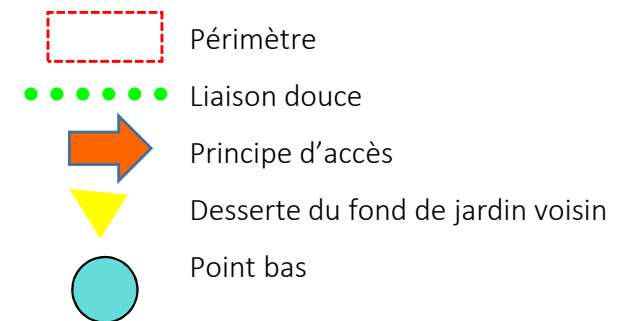 Périmètre
Liaison douce
Principe d’accès
Desserte du fond de jardin voisin
Point bas